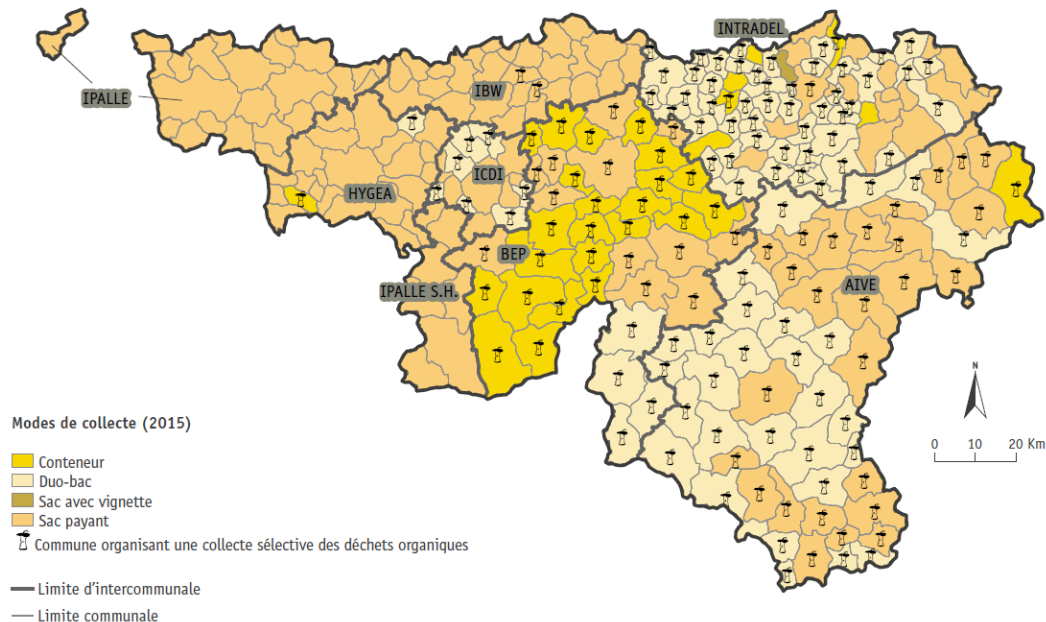 INTRADEL
IPALLE
IBW
ICDI
HYGEA
BEP
IPALLE S.H.
AIVE
N
0 10 20 Km
Modes de collecte (2015)
Conteneur
Duo-bac
Sac avec vignette
Sac payant
Commune organisant une collecte sélective des déchets organiques
Limite d'intercommunale
Limite communale